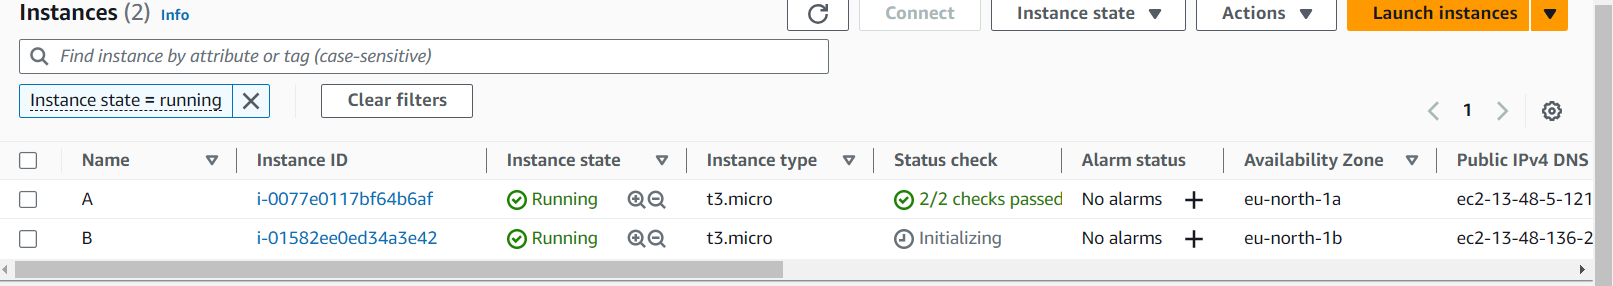 Instances (2) Info Connect Instance state Actions Launch instances
Find instance by attribute or tag (case-sensitive)
Instance state = running Clear filters
1
Name Instance ID Instance state Instance type Status check Alarm status Availability Zone Public IPv4 DNS
A i-0077e0117bf64b6af Running t3.micro 2/2 checks passed No alarms eu-north-1a ec2-13-48-5-121
B i-01582ee0ed34a3e42 Running t3.micro Initializing No alarms eu-north-1b ec2-13-48-136-2